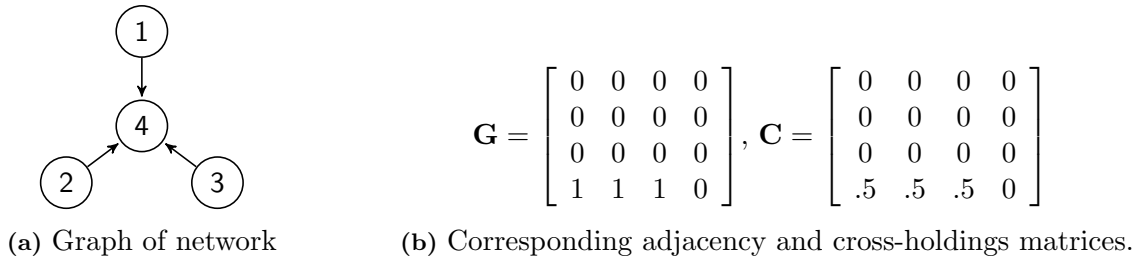 1
4
2 3
(a) Graph of network
G = [ 0 0 0 0
0 0 0 0
0 0 0 0
1 1 1 0 ] , C = [ 0 0 0 0
0 0 0 0
0 0 0 0
.5 .5 .5 0 ]
(b) Corresponding adjacency and cross-holdings matrices.